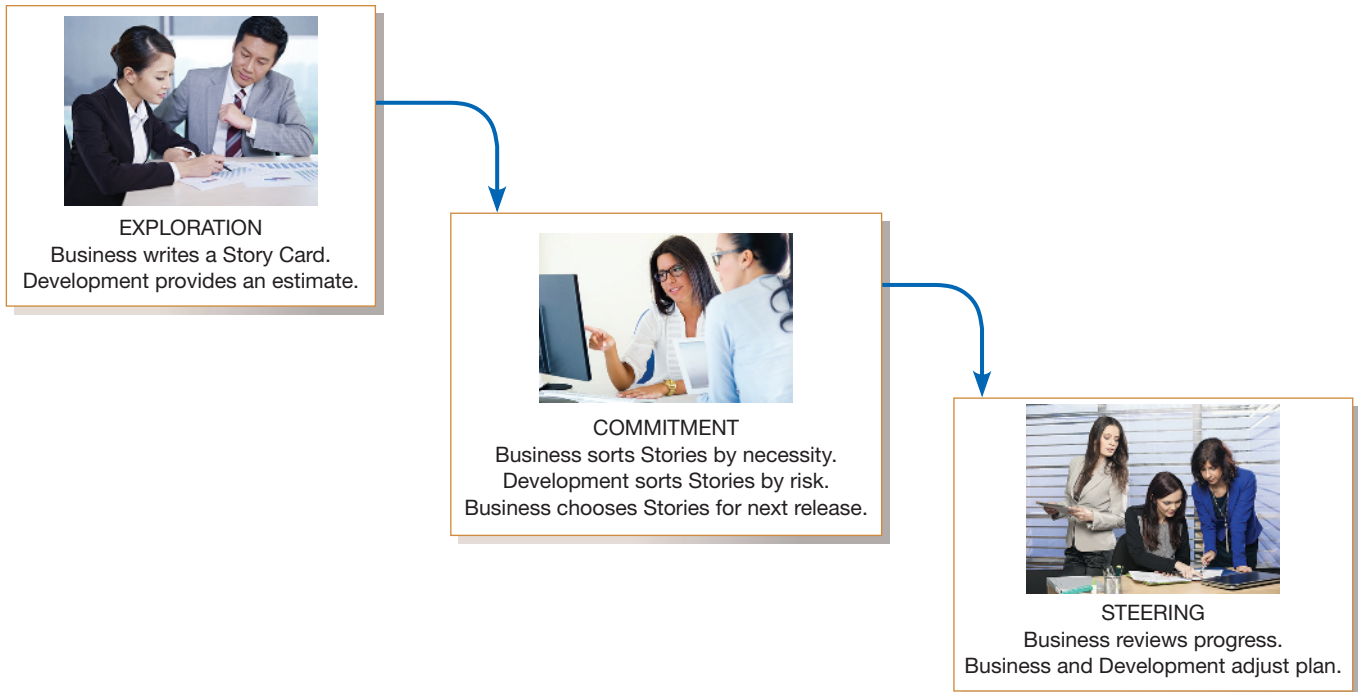 EXPLORATION
Business writes a Story Card.
Development provides an estimate.
COMMITMENT
Business sorts Stories by necessity.
Development sorts Stories by risk.
Business chooses Stories for next release.
STEERING
Business reviews progress.
Business and Development adjust plan.